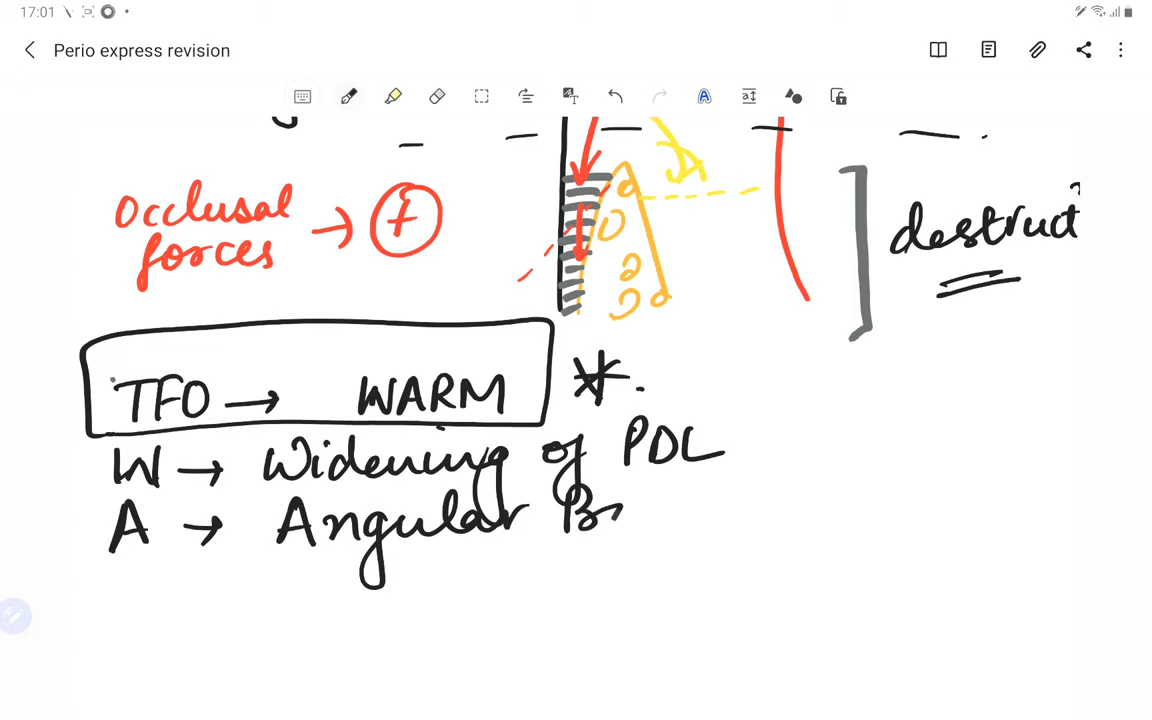 17:01
Perio express revision
Occlusal forces → +
destruct
TFO → WARM *.
W → Widening of PDL
A → Angular B